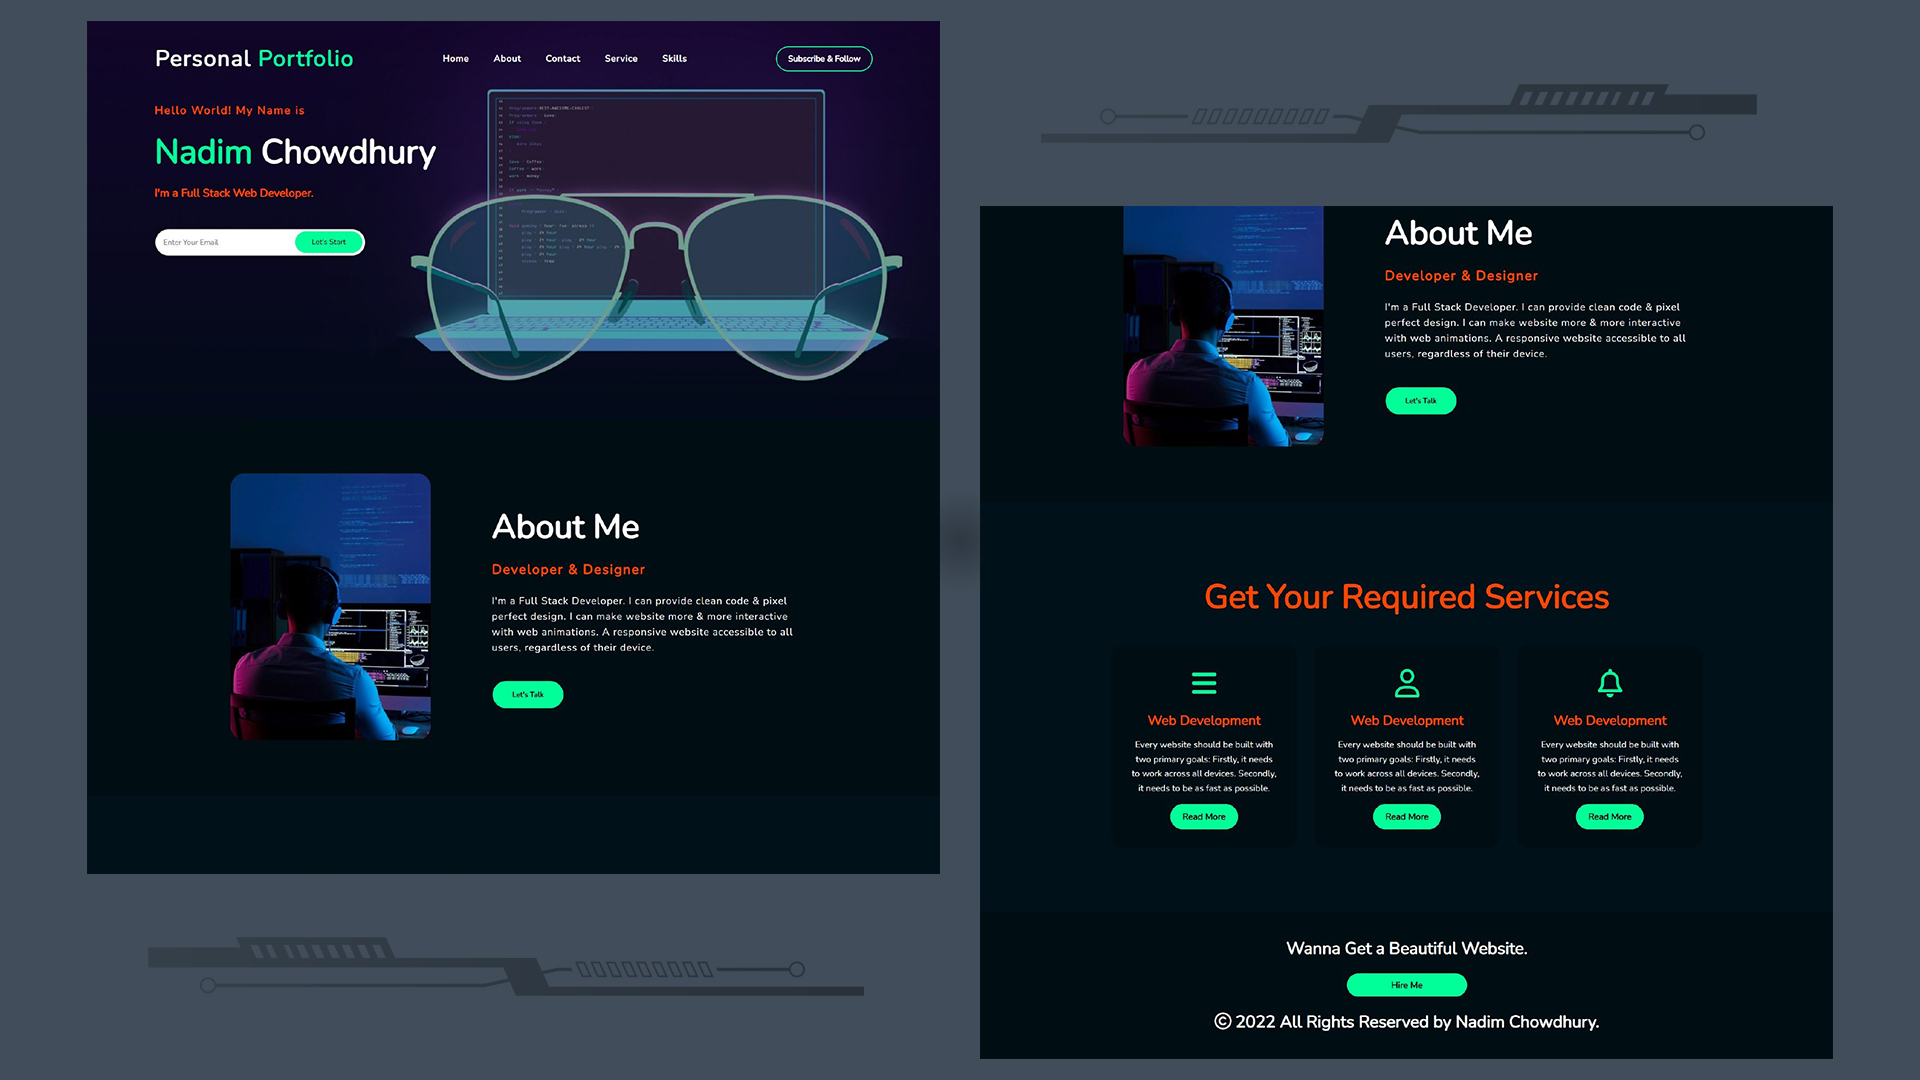 Personal Portfolio
Home About Contact Service Skills
Subscribe & Follow
Hello World! My Name is
Nadim Chowdhury
I'm a Full Stack Web Developer.
Enter Your Email
Let's Start
About Me
Developer & Designer
I'm a Full Stack Developer. I can provide clean code & pixel
perfect design. I can make website more & more interactive
with web animations. A responsive website accessible to all
users, regardless of their device.
Let's Talk
About Me
Developer & Designer
I'm a Full Stack Developer. I can provide clean code & pixel
perfect design. I can make website more & more interactive
with web animations. A responsive website accessible to all
users, regardless of their device.
Let's Talk
Get Your Required Services
Web Development
Every website should be built with
two primary goals: Firstly, it needs
to work across all devices. Secondly,
it needs to be as fast as possible.
Read More
Web Development
Every website should be built with
two primary goals: Firstly, it needs
to work across all devices. Secondly,
it needs to be as fast as possible.
Read More
Web Development
Every website should be built with
two primary goals: Firstly, it needs
to work across all devices. Secondly,
it needs to be as fast as possible.
Read More
Wanna Get a Beautiful Website.
Hire Me
© 2022 All Rights Reserved by Nadim Chowdhury.